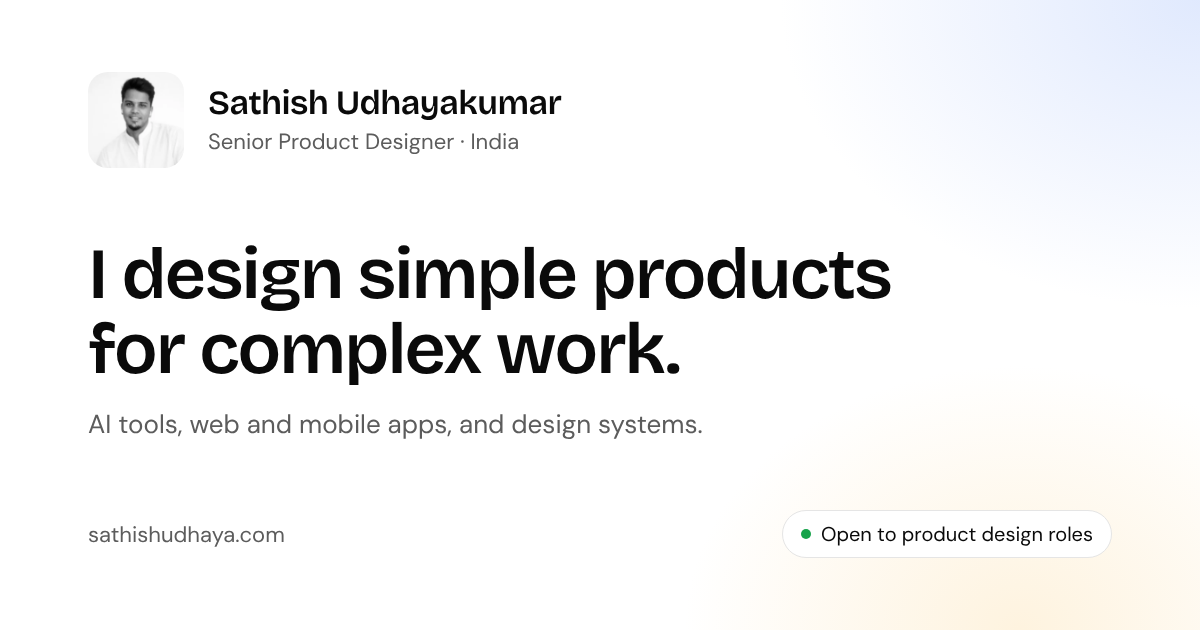 Sathish Udhayakumar
Senior Product Designer · India
I design simple products
for complex work.
AI tools, web and mobile apps, and design systems.
sathishudhaya.com
Open to product design roles